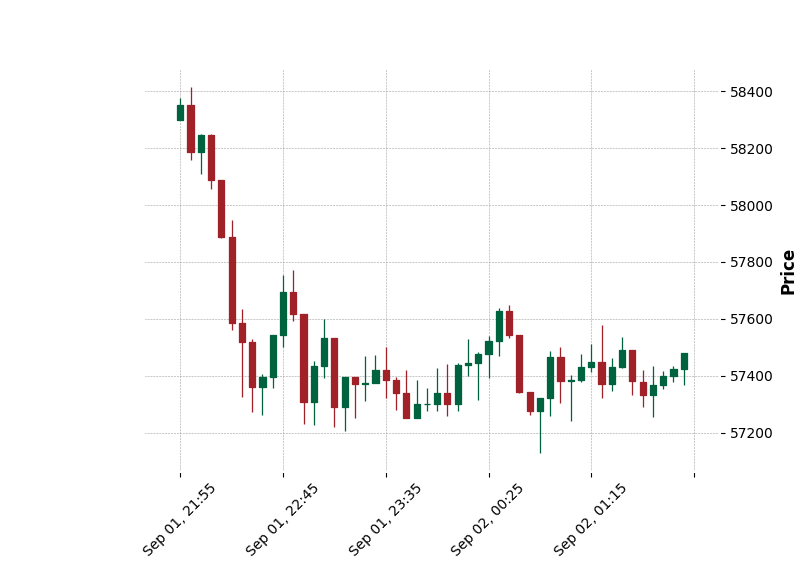 58400
58200
58000
57800
57600
57400
57200
Price
Sep 01, 21:55
Sep 01, 22:45
Sep 01, 23:35
Sep 02, 00:25
Sep 02, 01:15